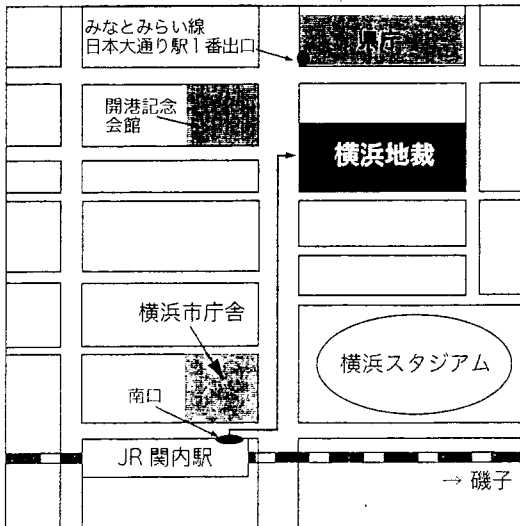 みなとみらい線
日本大通り駅1番出口
県庁
開港記念
会館
横浜地裁
横浜市庁舎
横浜スタジアム
南口
JR 関内駅
→ 磯子